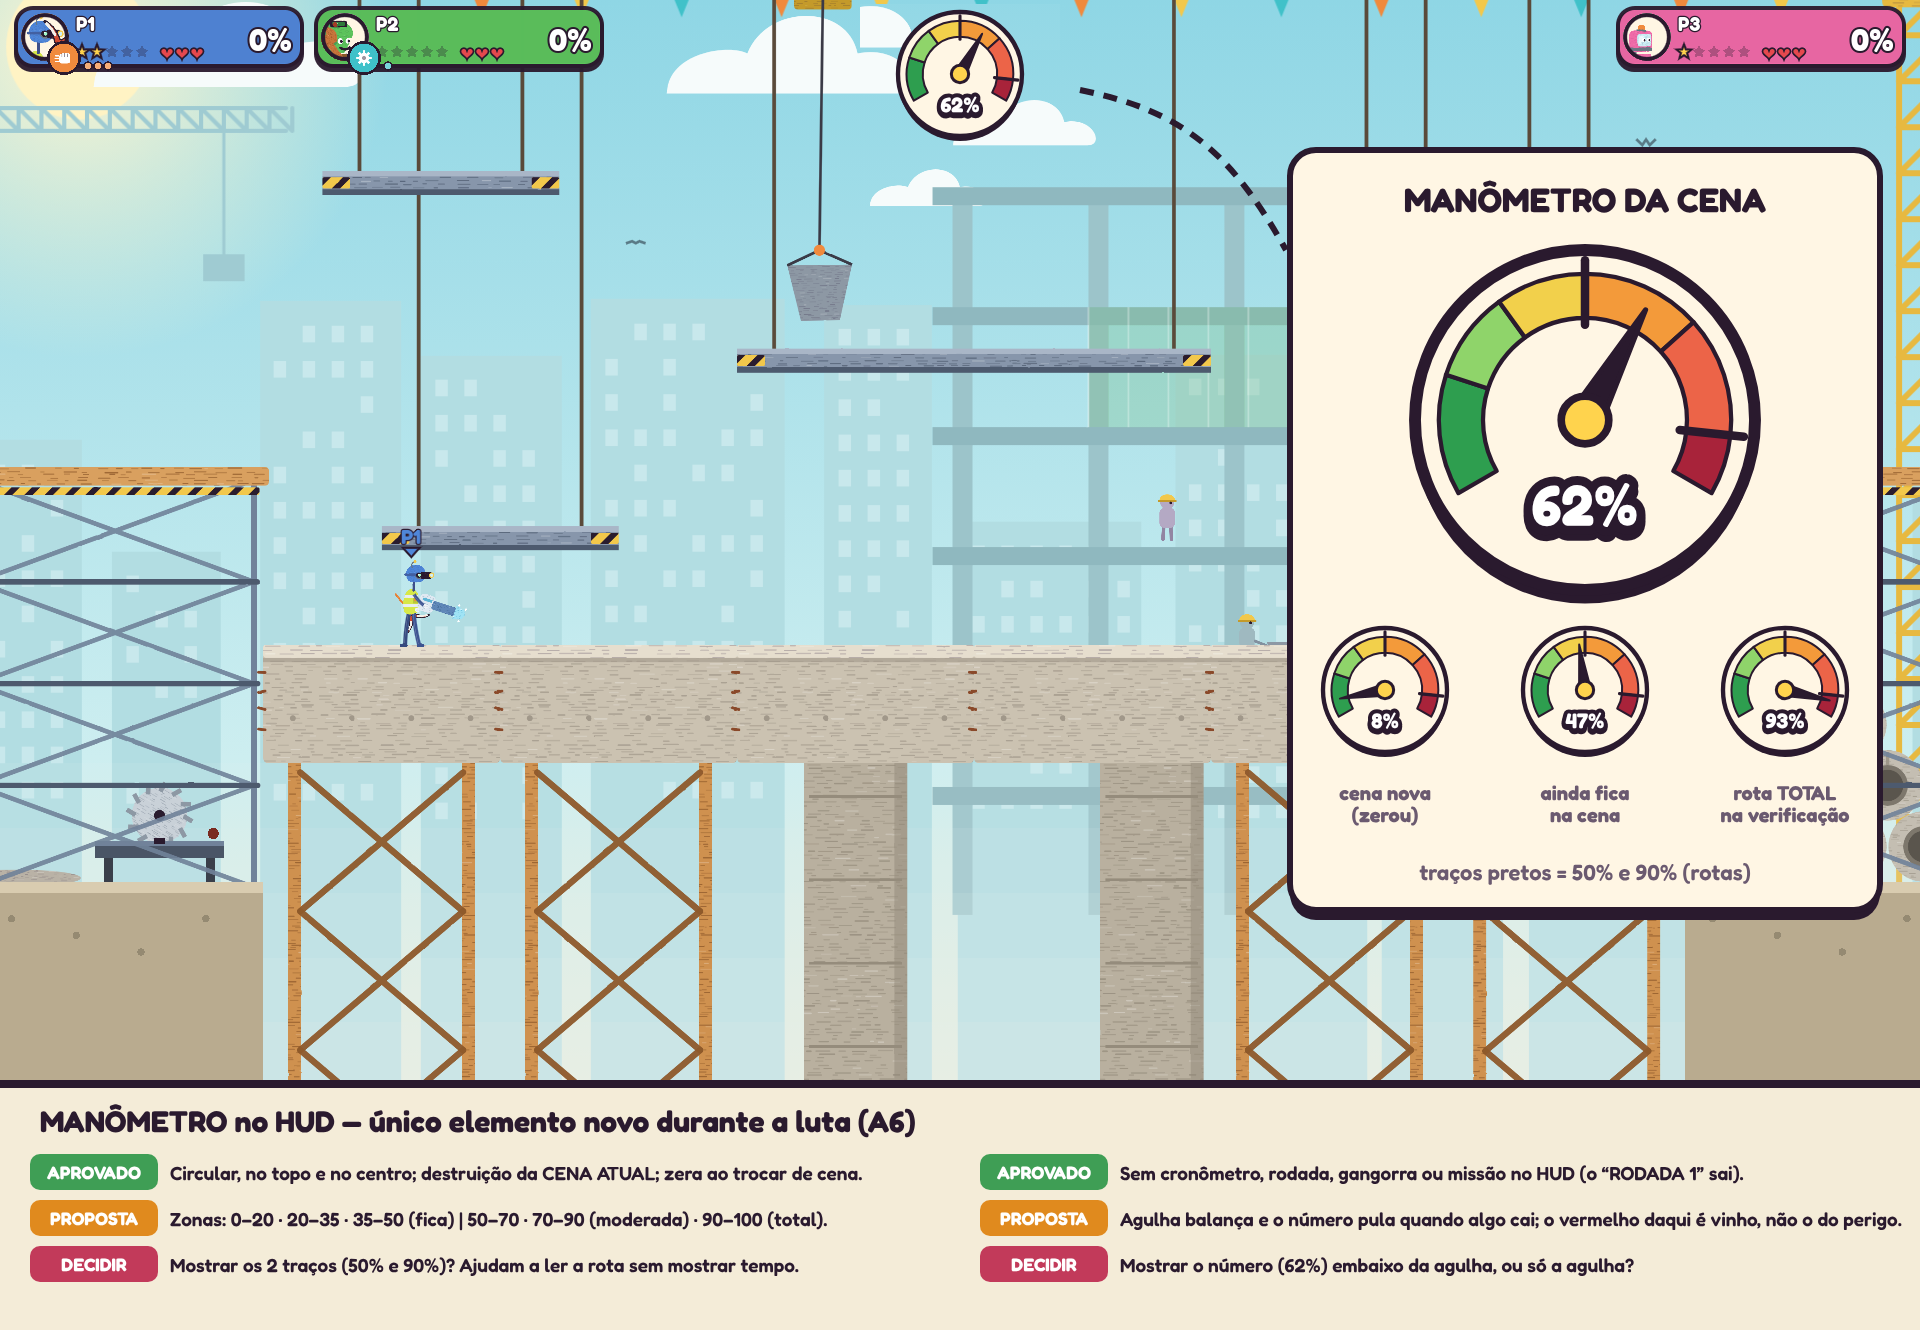 P1
0%
P2
0%
62%
P3
0%
MANÔMETRO DA CENA
62%
8%
47%
93%
cena nova
(zerou)
ainda fica
na cena
rota TOTAL
na verificação
traços pretos = 50% e 90% (rotas)
P1
MANÔMETRO no HUD — único elemento novo durante a luta (A6)
APROVADO Circular, no topo e no centro; destruição da CENA ATUAL; zera ao trocar de cena.
PROPOSTA Zonas: 0–20 · 20–35 · 35–50 (fica) | 50–70 · 70–90 (moderada) · 90–100 (total).
DECIDIR Mostrar os 2 traços (50% e 90%)? Ajudam a ler a rota sem mostrar tempo.
APROVADO Sem cronômetro, rodada, gangorra ou missão no HUD (o “RODADA 1” sai).
PROPOSTA Agulha balança e o número pula quando algo cai; o vermelho daqui é vinho, não o do perigo.
DECIDIR Mostrar o número (62%) embaixo da agulha, ou só a agulha?